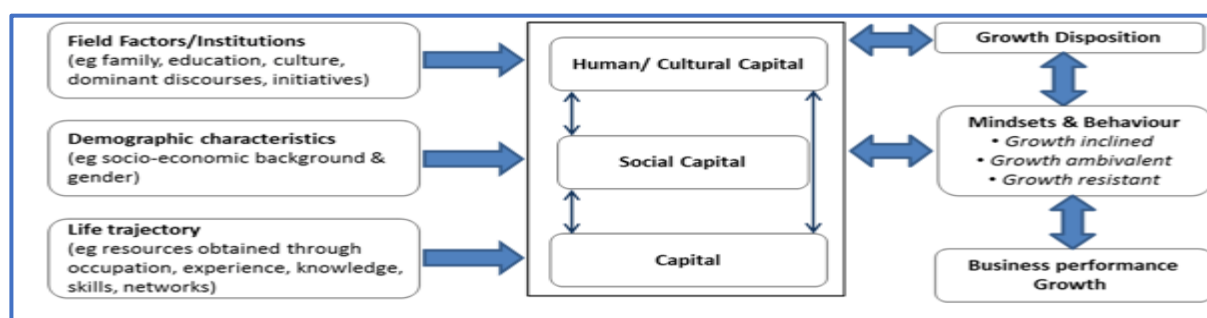 Field Factors/Institutions
(eg family, education, culture,
dominant discourses, initiatives)
Demographic characteristics
(eg socio-economic background &
gender)
Life trajectory
(eg resources obtained through
occupation, experience, knowledge,
skills, networks)
Human/ Cultural Capital
Social Capital
Capital
Growth Disposition
Mindsets & Behaviour
• Growth inclined
• Growth ambivalent
• Growth resistant
Business performance
Growth